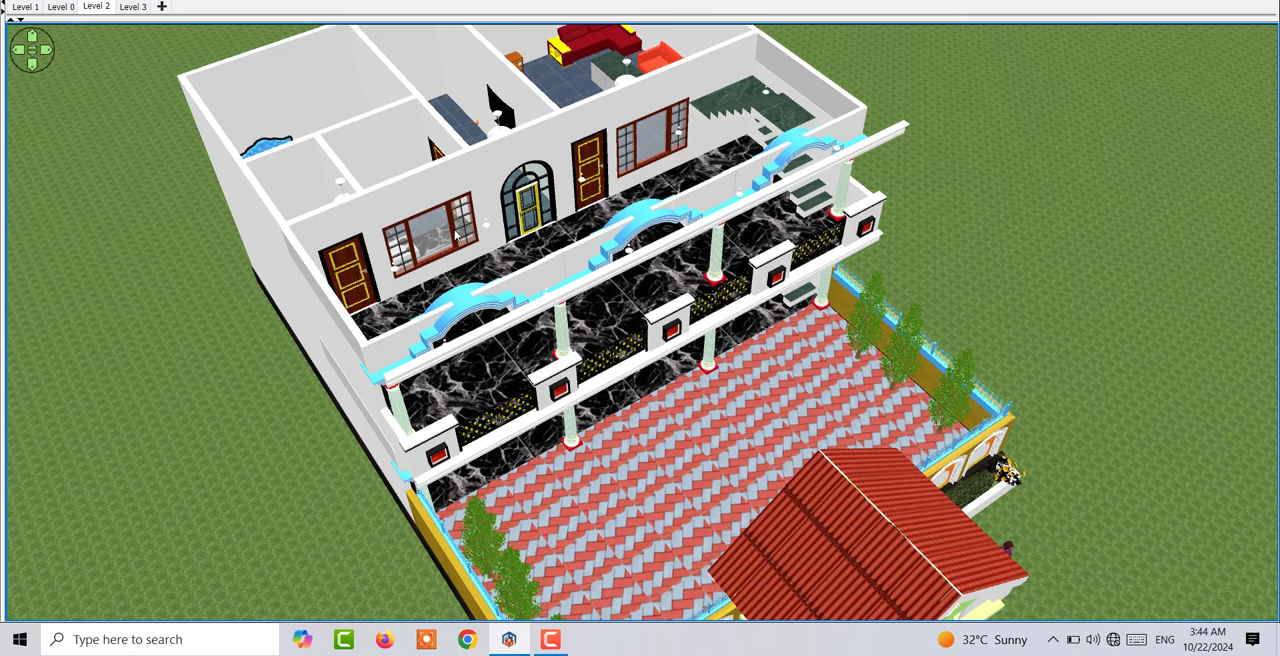 Level 1 Level 0 Level 2 Level 3
Type here to search
32°C Sunny
ENG
3:44 AM
10/22/2024